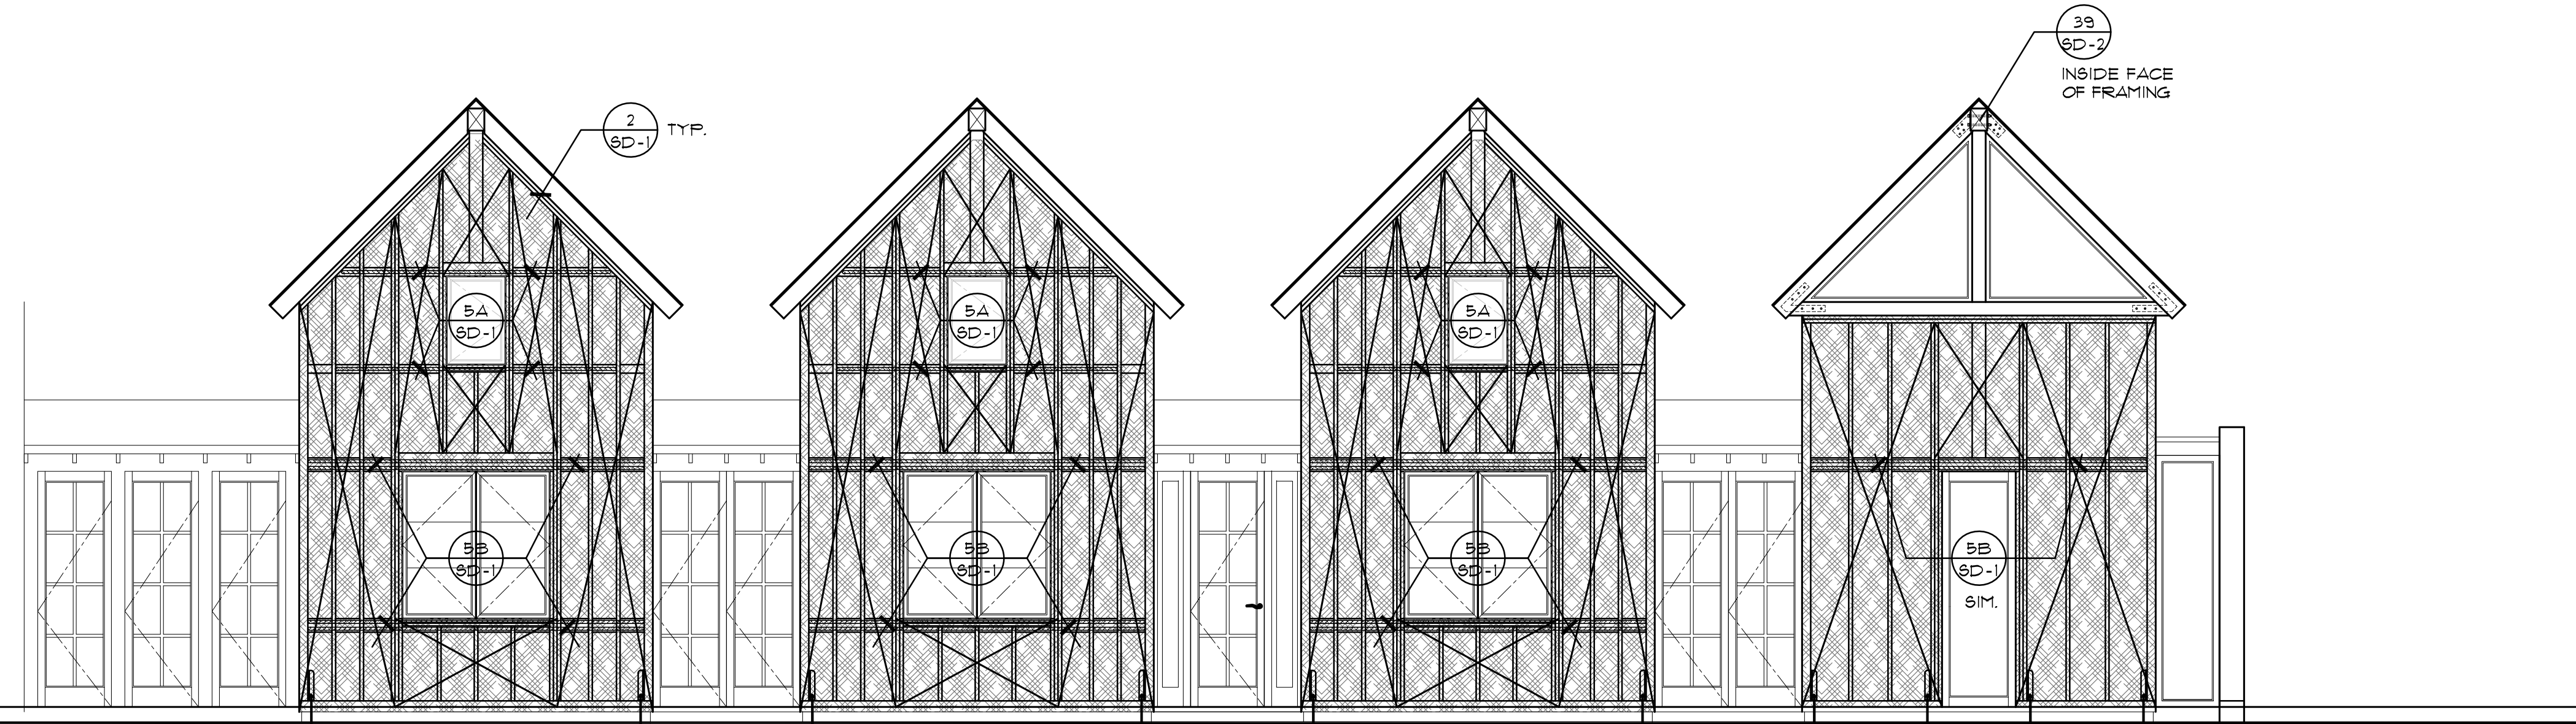 39
SD-2
INSIDE FACE
OF FRAMING
2
SD-1
TYP.
5A
SD-1
5A
SD-1
5A
SD-1
5B
SD-1
5B
SD-1
5B
SD-1
5B
SD-1
SIM.